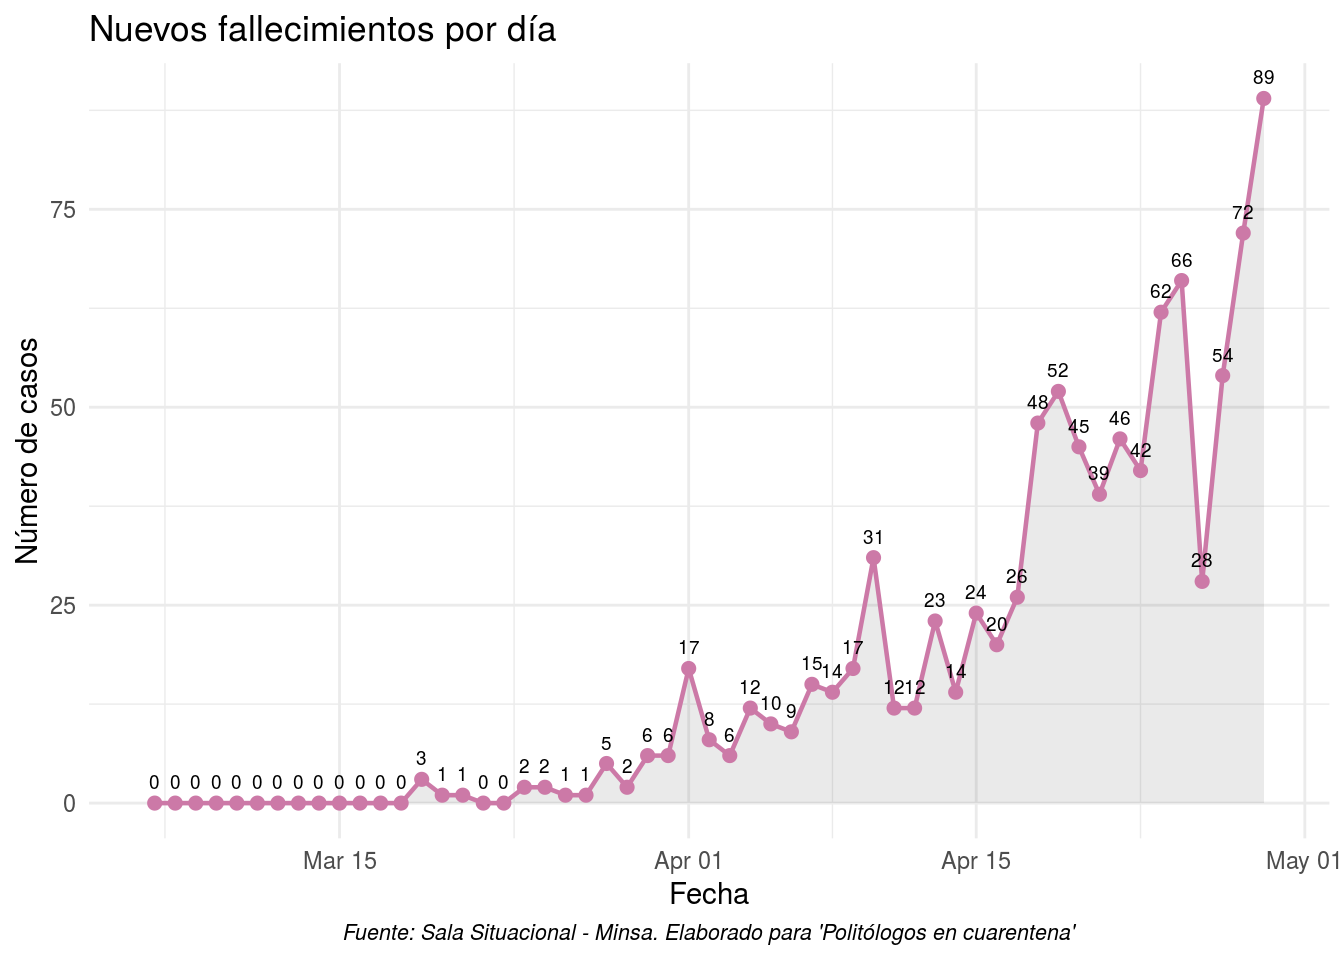 Nuevos fallecimientos por día
Número de casos
75
50
25
0
0 0 0 0 0 0 0 0 0 0 0 0 0 3 1 1 0 0 2 2 1 1 5 2 6 6 17 8 6 12 10 9 15 14 17 31 12 12 23 14 24 20 26 48 52 45 39 46 42 62 66 28 54 72 89
Mar 15 Apr 01 Apr 15 May 01
Fecha
Fuente: Sala Situacional - Minsa. Elaborado para 'Politólogos en cuarentena'